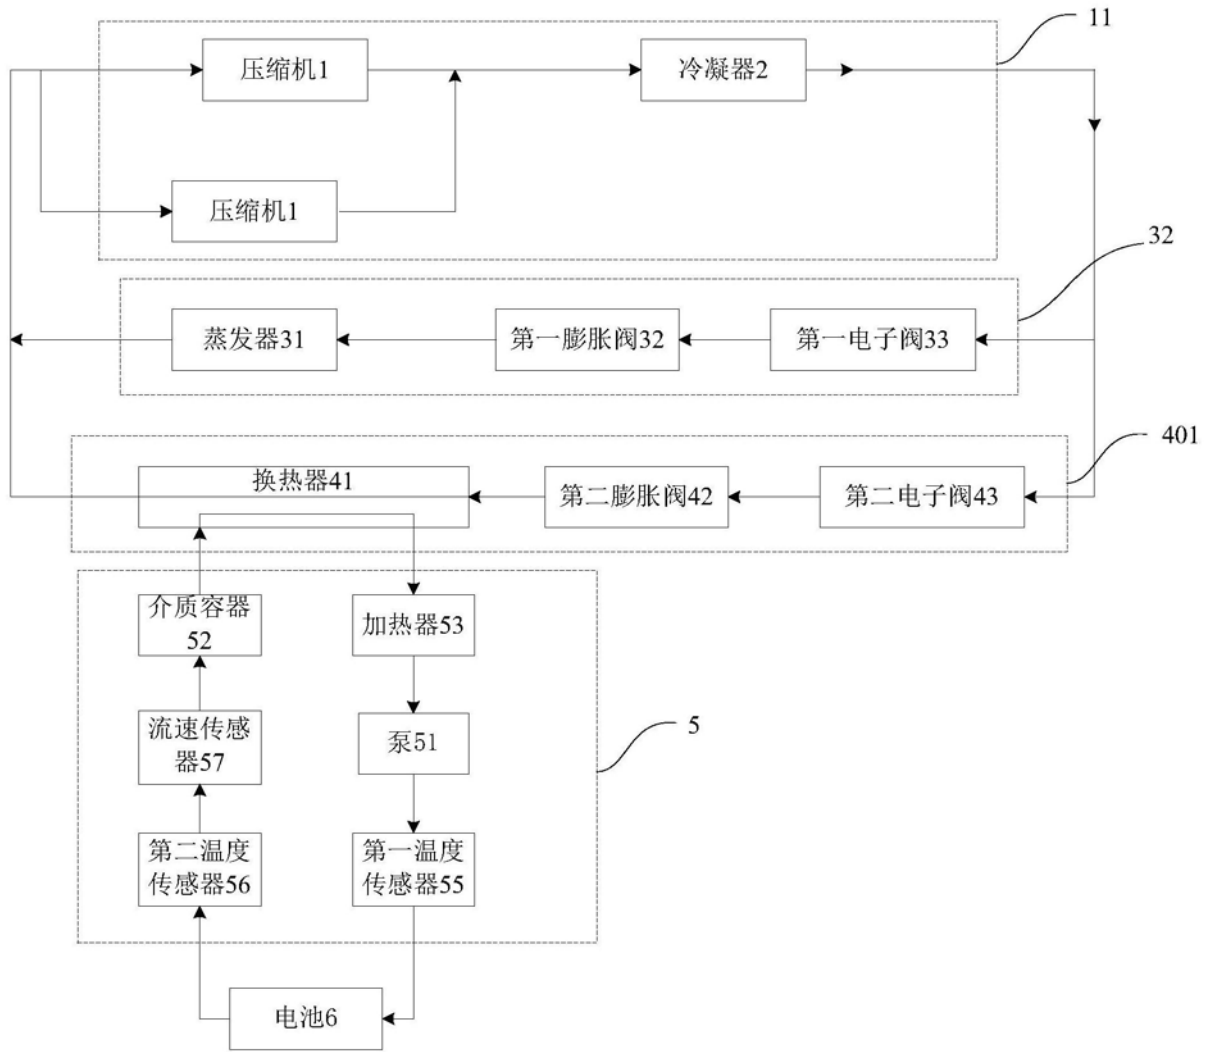 11
压缩机1
冷凝器2
压缩机1
32
蒸发器31
第一膨胀阀32
第一电子阀33
401
换热器41
第二膨胀阀42
第二电子阀43
介质容器
52
加热器53
流速传感
器57
泵51
5
第二温度
传感器56
第一温度
传感器55
电池6